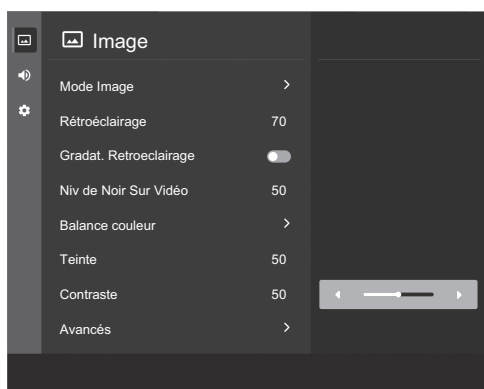 Image
Mode Image
Rétroéclairage 70
Gradat. Retroeclairage
Niv de Noir Sur Vidéo 50
Balance couleur
Teinte 50
Contraste 50
Avancés